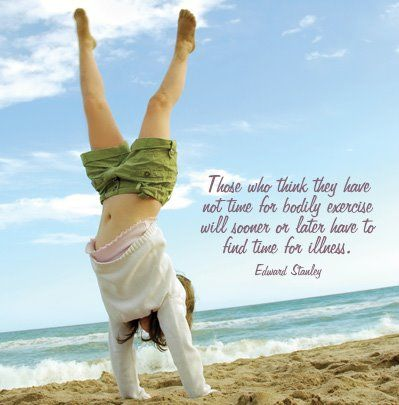 Those who think they have
not time for bodily exercise
will sooner or later have to
find time for illness.
Edward Stanley